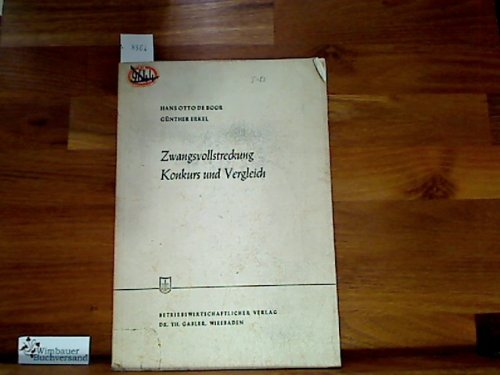 HANS OTTO DE BOOR
GÜNTHER ERKEL
Zwangsvollstreckung
Konkurs und Vergleich
BETRIEBSWIRTSCHAFTLICHER VERLAG
DR. TH. GABLER, WIESBADEN
Wimbauer
Buchversand